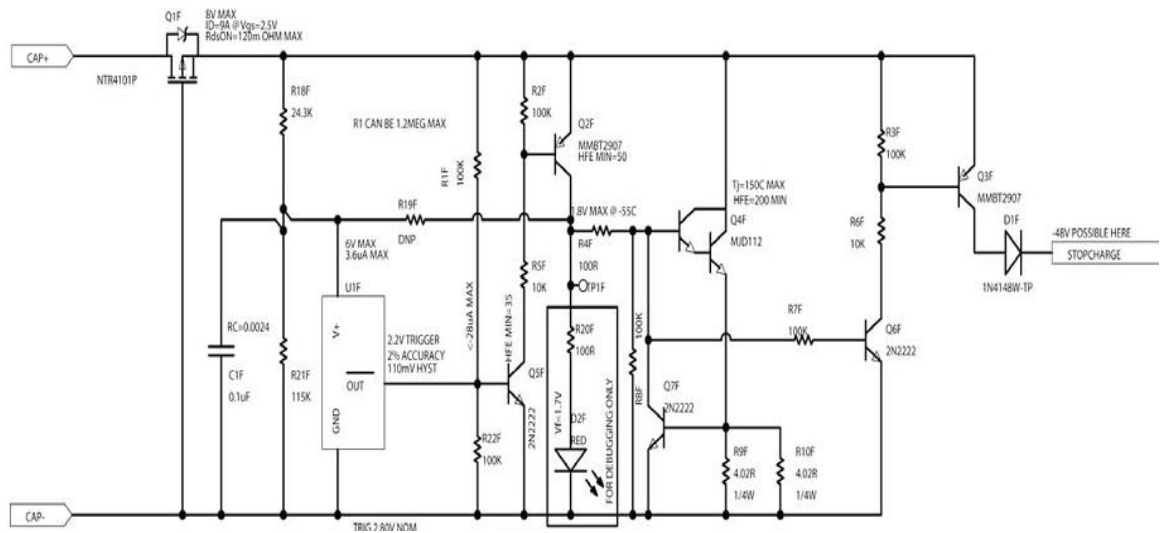 Q1F
8V MAX
ID=9A @ Vgs=2.5V
RdsON=120m OHM MAX
CAP+
NTR4101P
R18F
24.3K
R1 CAN BE 1.2MEG MAX
R1F
100K
R2F
100K
Q2F
MMBT2907
HFE MIN=50
R3F
100K
Q3F
MMBT2907
D1F
1N4148W-TP
-48V POSSIBLE HERE
STOPCHARGE
Tj=150C MAX
HFE=200 MIN
Q4F
MJD112
R19F
DNP
1.8V MAX @ -55C
R4F
100R
TP1F
6V MAX
3.6uA MAX
U1F
V+
OUT
GND
2.2V TRIGGER
2% ACCURACY
110mV HYST
<-28uA MAX
HFE MIN=35
R5F
10K
R6F
10K
R7F
100K
Q6F
2N2222
RC=0.0024
C1F
0.1uF
R21F
115K
Q5F
2N2222
R22F
100K
R20F
100R
Vf=1.7V
D2F
RED
FOR DEBUGGING ONLY
100K
R8F
Q7F
2N2222
R9F
4.02R
1/4W
R10F
4.02R
1/4W
CAP-
TRIG 2.80V NOM